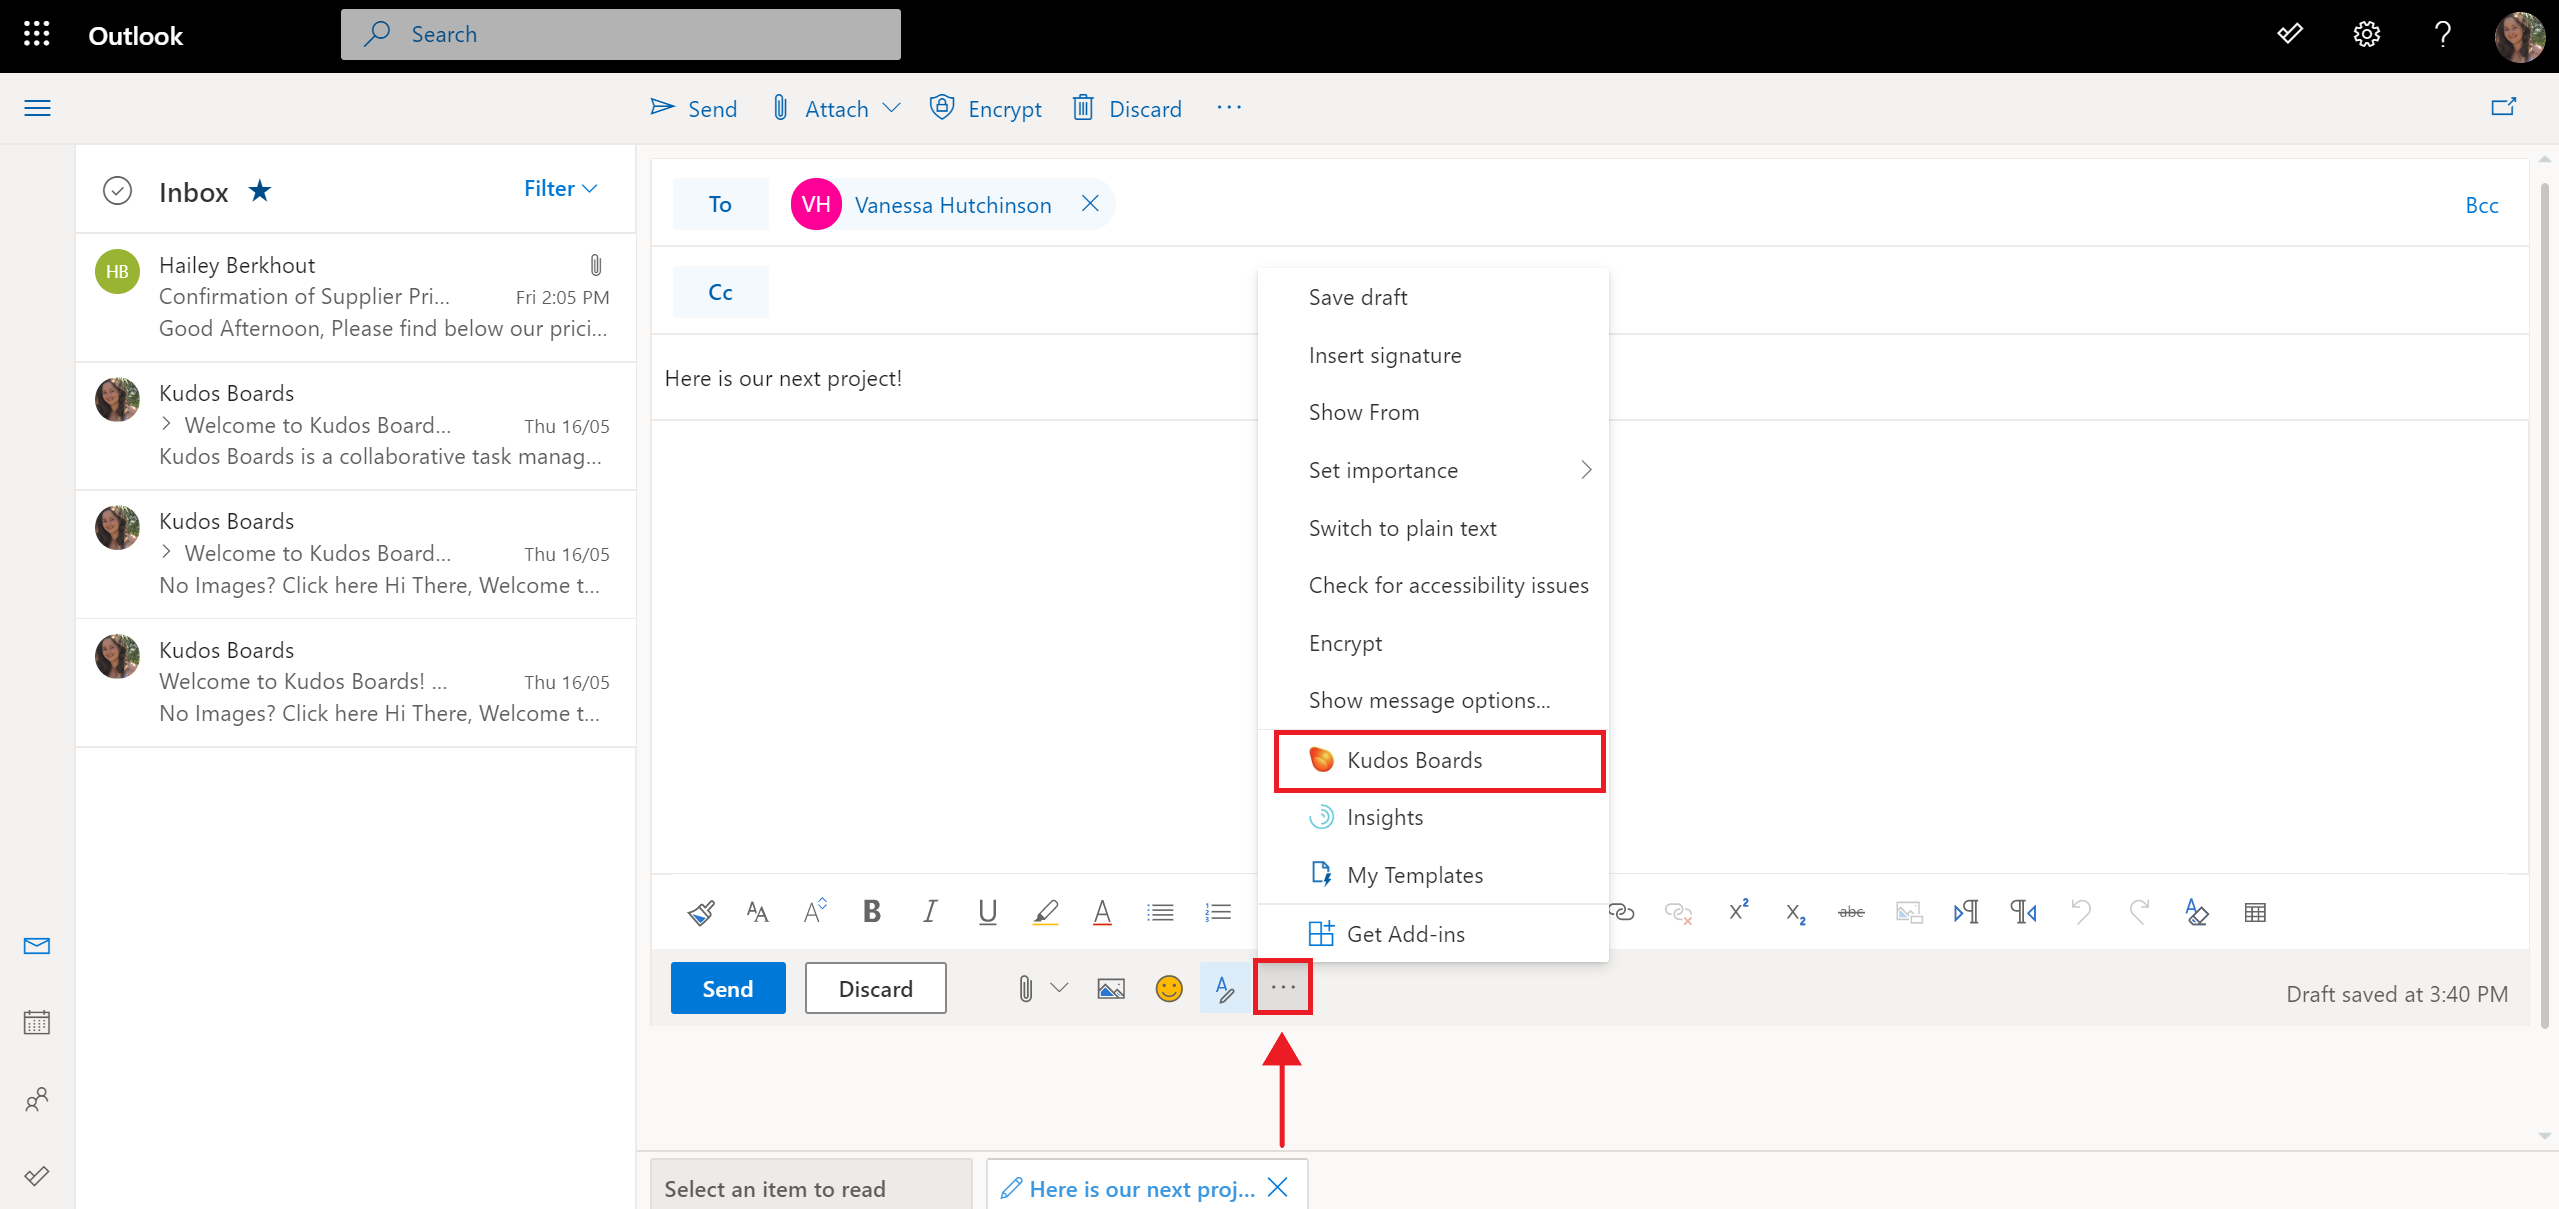 Outlook
Search
Send
Attach
Encrypt
Discard
Inbox
Filter
HB
Hailey Berkhout
Confirmation of Supplier Pri...
Fri 2:05 PM
Good Afternoon, Please find below our prici...
Kudos Boards
Welcome to Kudos Board...
Thu 16/05
Kudos Boards is a collaborative task manag...
Kudos Boards
Welcome to Kudos Board...
Thu 16/05
No Images? Click here Hi There, Welcome t...
Kudos Boards
Welcome to Kudos Boards! ...
Thu 16/05
No Images? Click here Hi There, Welcome t...
To
VH
Vanessa Hutchinson
Bcc
Cc
Here is our next project!
Save draft
Insert signature
Show From
Set importance
Switch to plain text
Check for accessibility issues
Encrypt
Show message options...
Kudos Boards
Insights
My Templates
Get Add-ins
Send
Discard
Draft saved at 3:40 PM
Select an item to read
Here is our next proj...